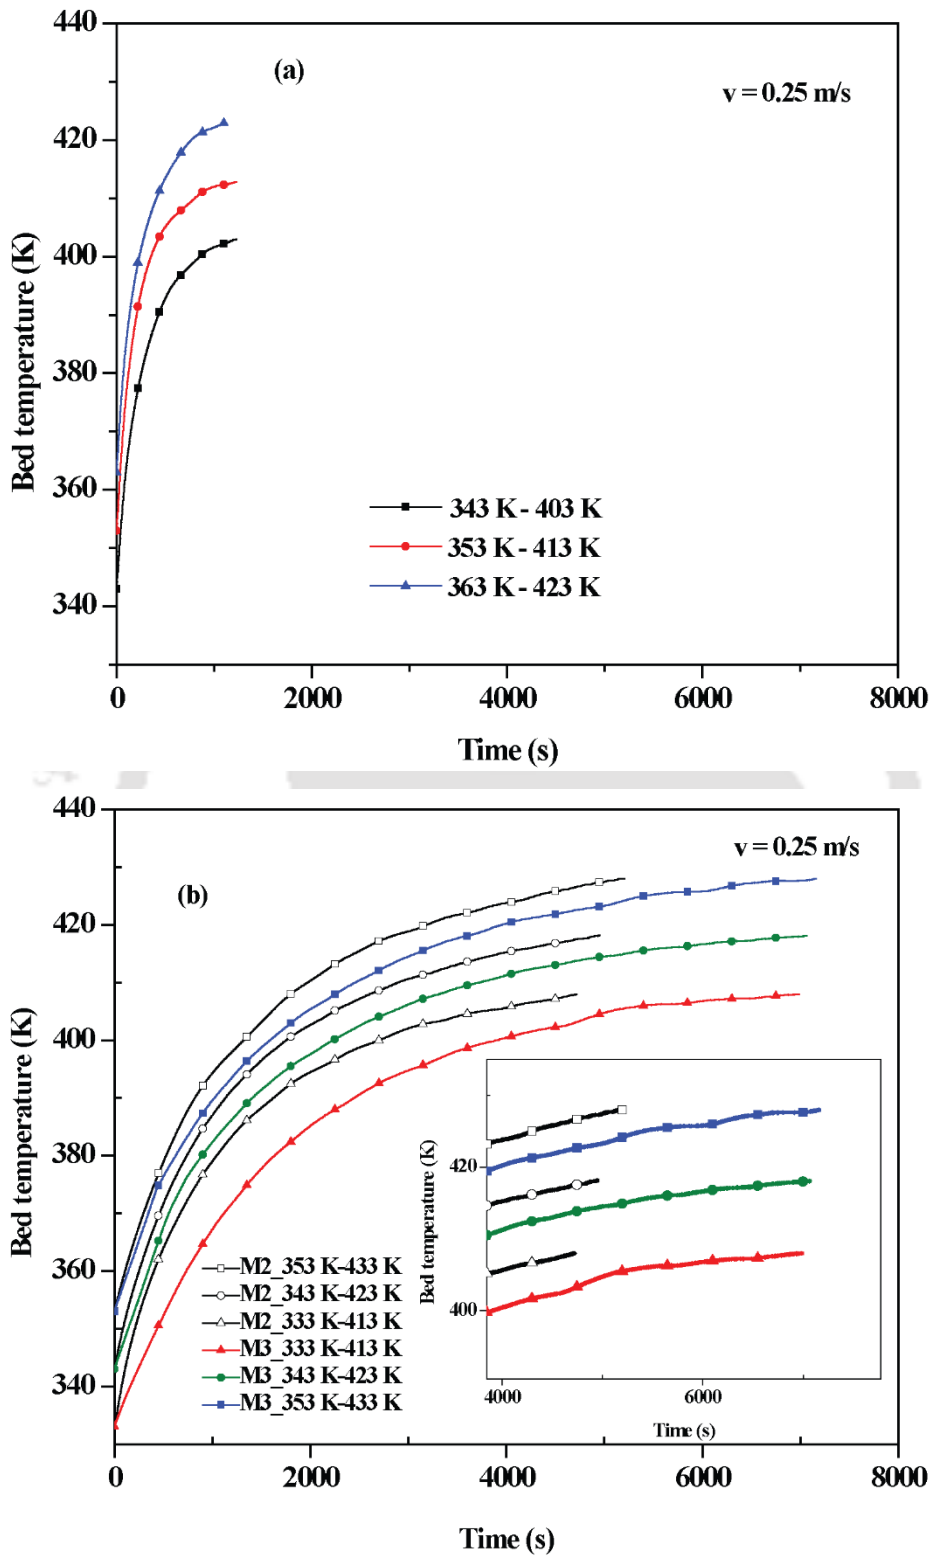 440
(a)
v = 0.25 m/s
420
400
380
360
340
Bed temperature (K)
343 K - 403 K
353 K - 413 K
363 K - 423 K
0 2000 4000 6000 8000
Time (s)
440
v = 0.25 m/s
(b)
420
400
380
360
340
Bed temperature (K)
M2_353 K-433 K
M2_343 K-423 K
M2_333 K-413 K
M3_333 K-413 K
M3_343 K-423 K
M3_353 K-433 K
420
400
Bed temperature (K)
4000 6000
Time (s)
0 2000 4000 6000 8000
Time (s)